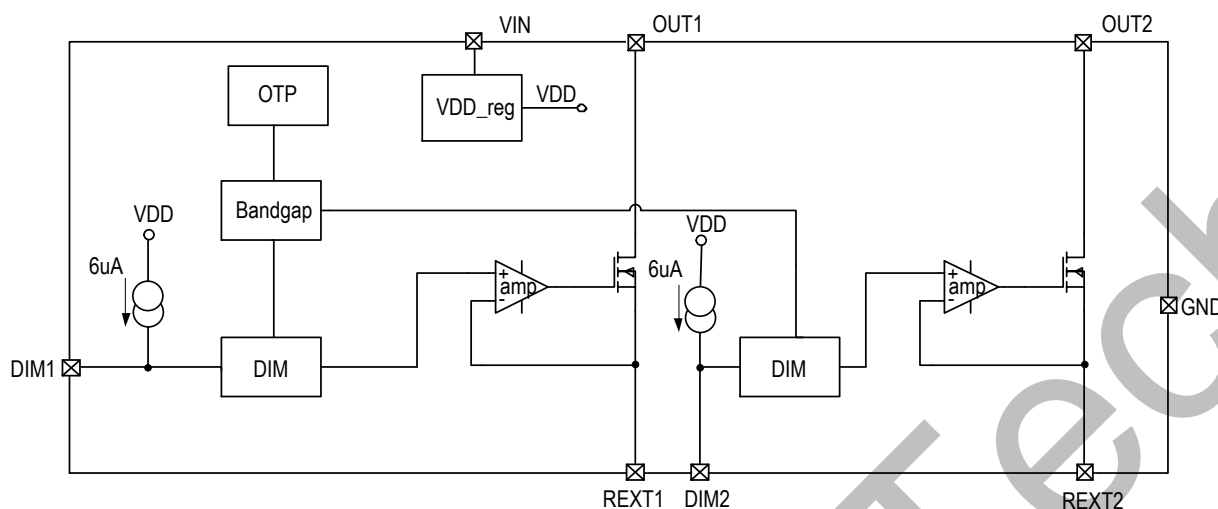 VIN
OUT1
OUT2
OTP
VDD_reg
VDD
Bandgap
VDD
VDD
6uA
6uA
+
amp
-
+
amp
-
GND
DIM1
DIM
DIM
REXT1
DIM2
REXT2
Tech